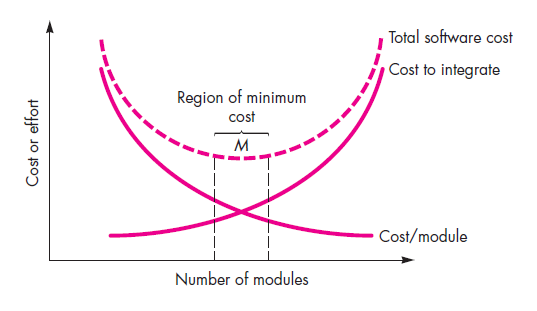 Total software cost
Cost to integrate
Region of minimum
cost
M
Cost or effort
Cost/module
Number of modules